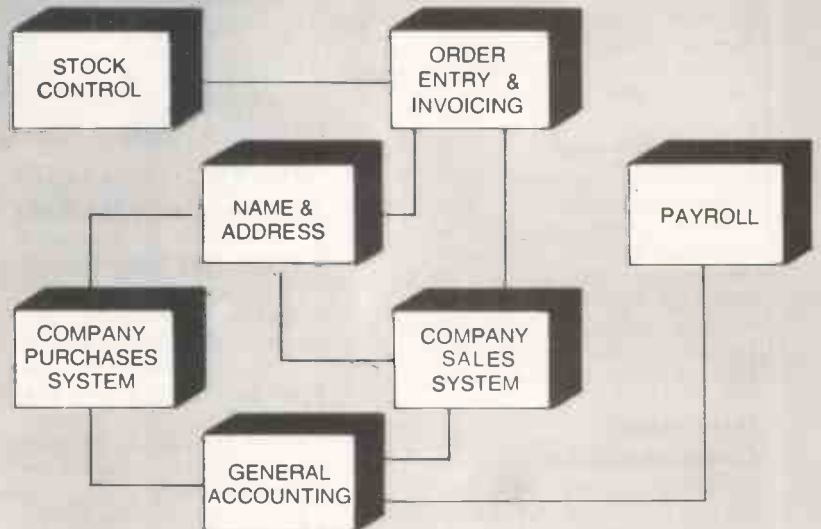 STOCK
CONTROL
ORDER
ENTRY &
INVOICING
NAME &
ADDRESS
PAYROLL
COMPANY
PURCHASES
SYSTEM
COMPANY
SALES
SYSTEM
GENERAL
ACCOUNTING